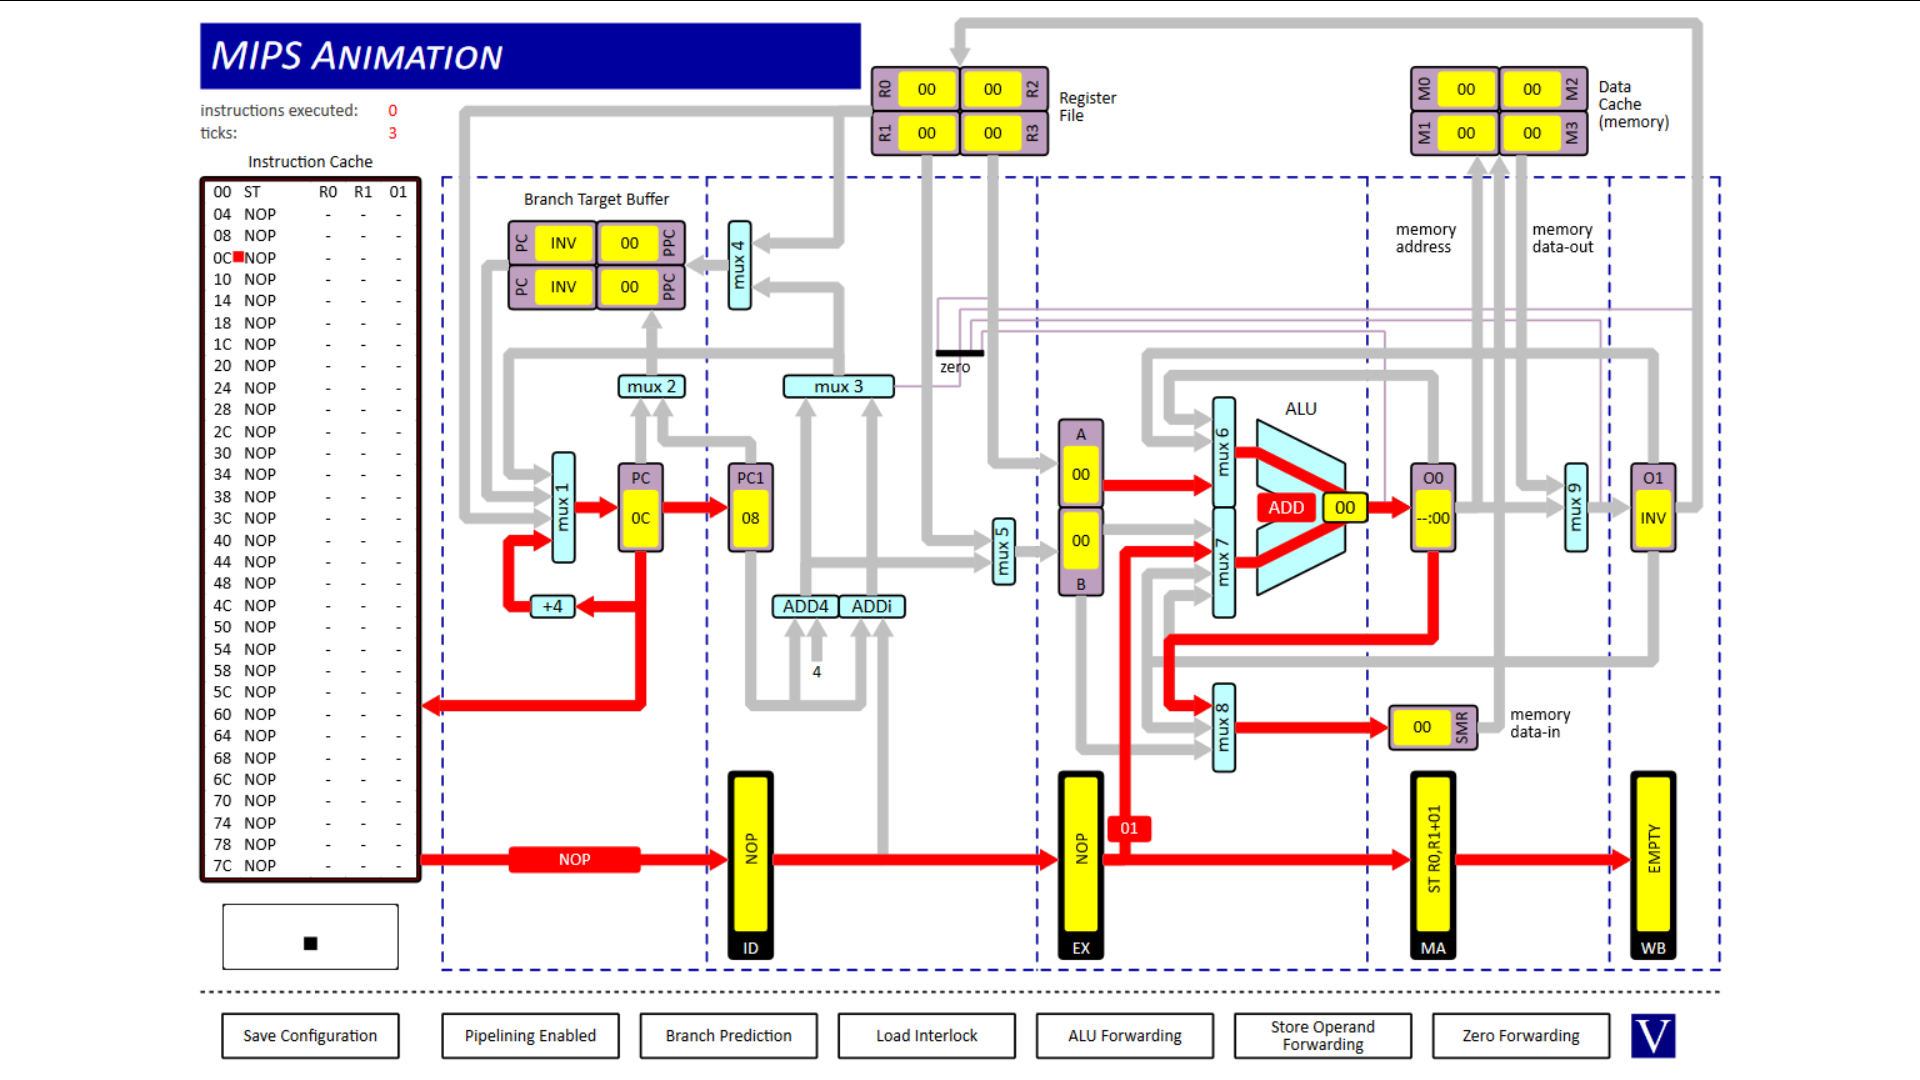 MIPS ANIMATION
instructions executed: 0
ticks: 3
Instruction Cache
00 ST R0 R1 01
04 NOP - - -
08 NOP - - -
0C NOP - - -
10 NOP - - -
14 NOP - - -
18 NOP - - -
1C NOP - - -
20 NOP - - -
24 NOP - - -
28 NOP - - -
2C NOP - - -
30 NOP - - -
34 NOP - - -
38 NOP - - -
3C NOP - - -
40 NOP - - -
44 NOP - - -
48 NOP - - -
4C NOP - - -
50 NOP - - -
54 NOP - - -
58 NOP - - -
5C NOP - - -
60 NOP - - -
64 NOP - - -
68 NOP - - -
6C NOP - - -
70 NOP - - -
74 NOP - - -
78 NOP - - -
7C NOP - - -
R0 00 00 R2
R1 00 00 R3
Register
File
M0 00 00 M2
M1 00 00 M3
Data
Cache
(memory)
Branch Target Buffer
PC INV 00 PPC
PC INV 00 PPC
mux 4
memory
address
memory
data-out
zero
mux 2
mux 3
mux 1
PC
0C
PC1
08
+4
ADD4
ADDi
4
mux 5
A
00
00
B
mux 6
mux 7
ALU
ADD
00
O0
--:00
mux 9
O1
INV
mux 8
00 SMR
memory
data-in
01
NOP
NOP
ID
NOP
EX
ST R0,R1+01
MA
EMPTY
WB
Save Configuration
Pipelining Enabled
Branch Prediction
Load Interlock
ALU Forwarding
Store Operand
Forwarding
Zero Forwarding
V